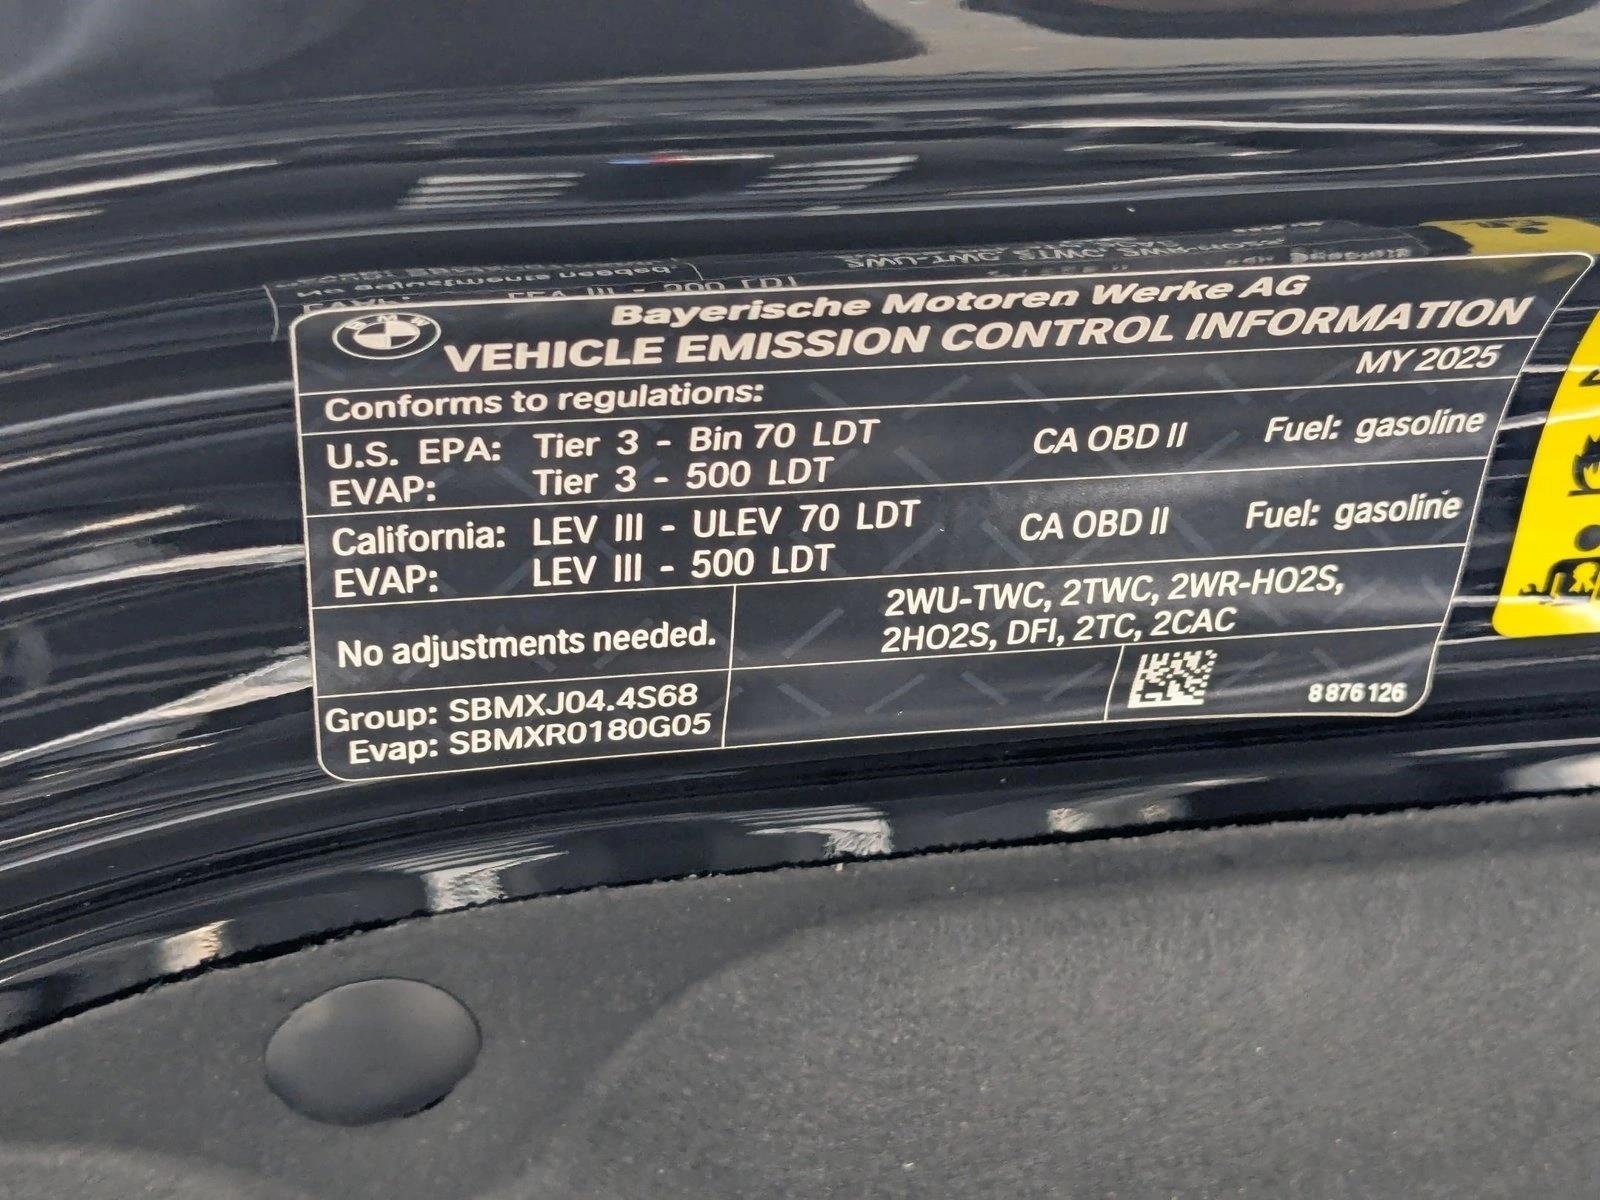 BMW
Bayerische Motoren Werke AG
VEHICLE EMISSION CONTROL INFORMATION
MY 2025
Conforms to regulations:
U.S. EPA: Tier 3 - Bin 70 LDT CA OBD II Fuel: gasoline
EVAP: Tier 3 - 500 LDT
California: LEV III - ULEV 70 LDT CA OBD II Fuel: gasoline
EVAP: LEV III - 500 LDT
No adjustments needed.
2WU-TWC, 2TWC, 2WR-HO2S,
2HO2S, DFI, 2TC, 2CAC
Group: SBMXJ04.4S68
Evap: SBMXR0180G05
8 876 126